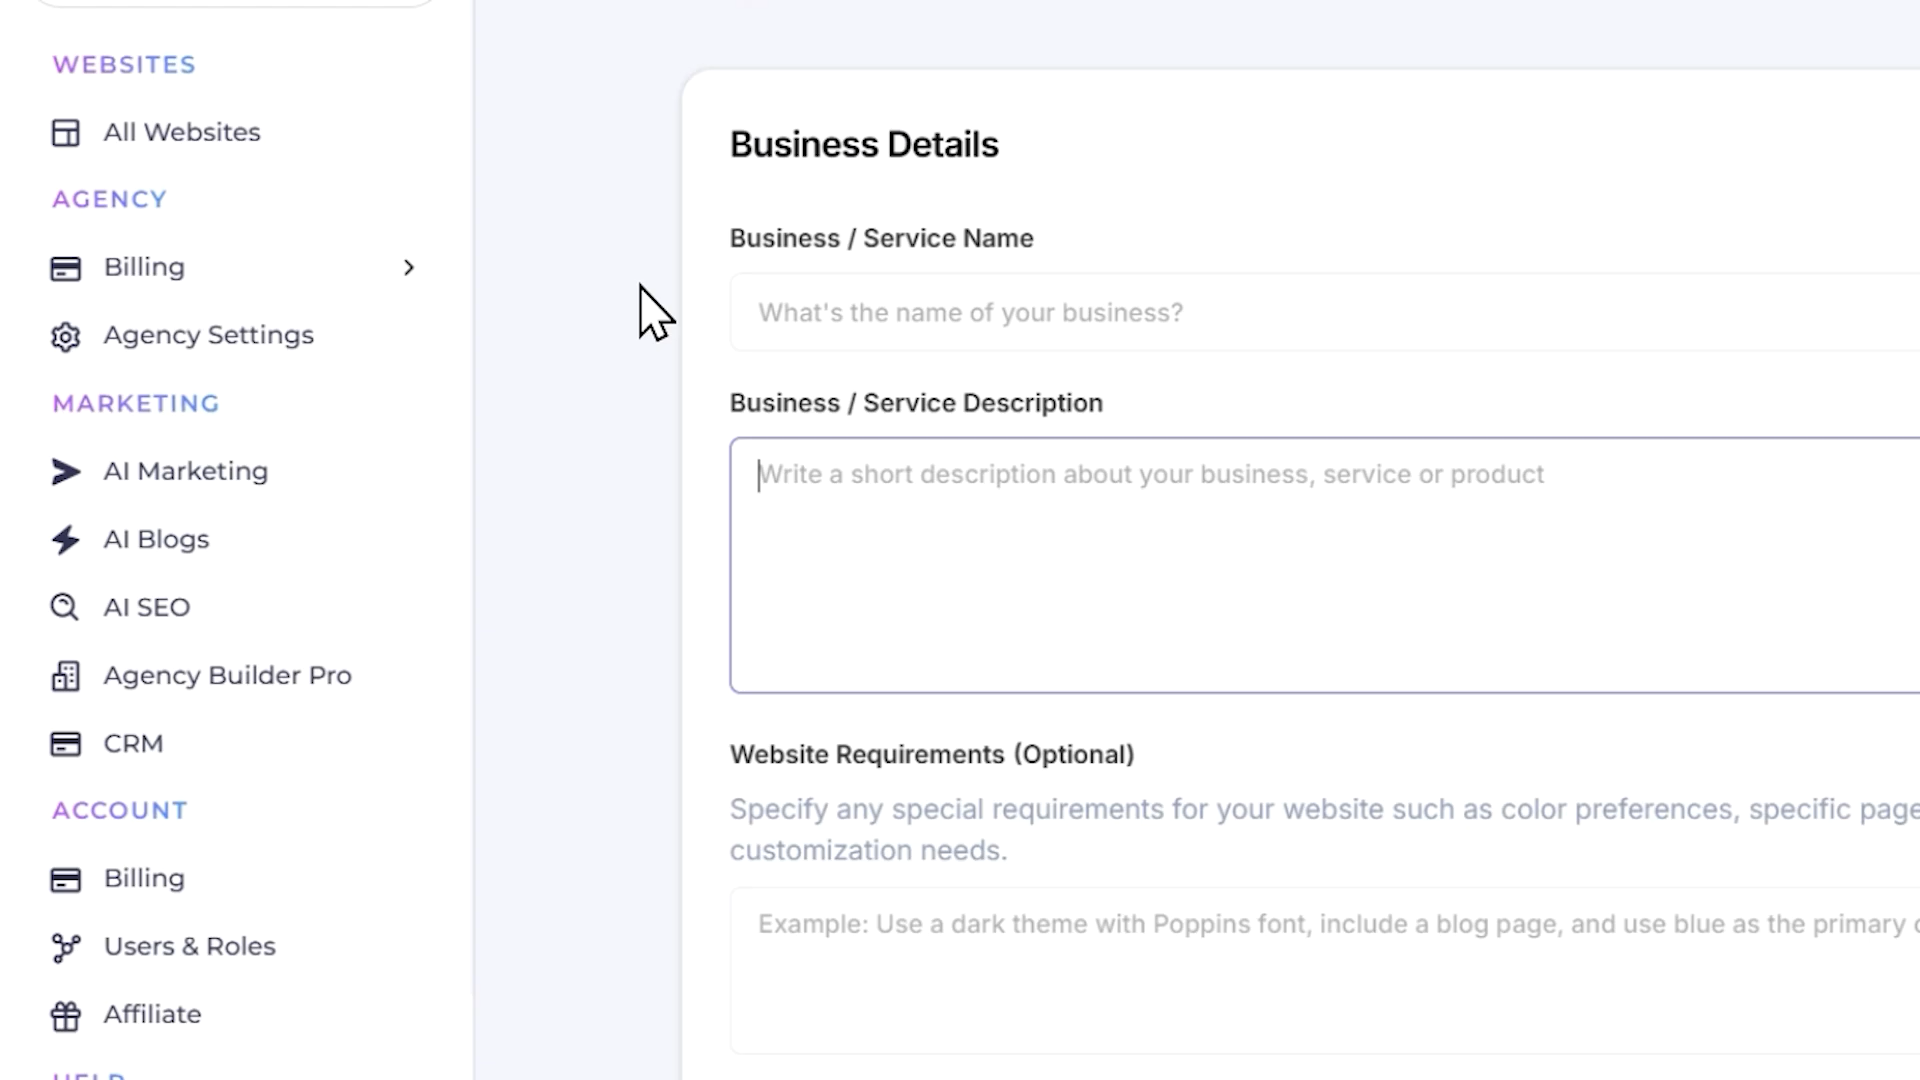 WEBSITES
All Websites
AGENCY
Billing
Agency Settings
MARKETING
AI Marketing
AI Blogs
AI SEO
Agency Builder Pro
CRM
ACCOUNT
Billing
Users & Roles
Affiliate
HELP
Business Details
Business / Service Name
What's the name of your business?
Business / Service Description
Write a short description about your business, service or product
Website Requirements (Optional)
Specify any special requirements for your website such as color preferences, specific page
customization needs.
Example: Use a dark theme with Poppins font, include a blog page, and use blue as the primary